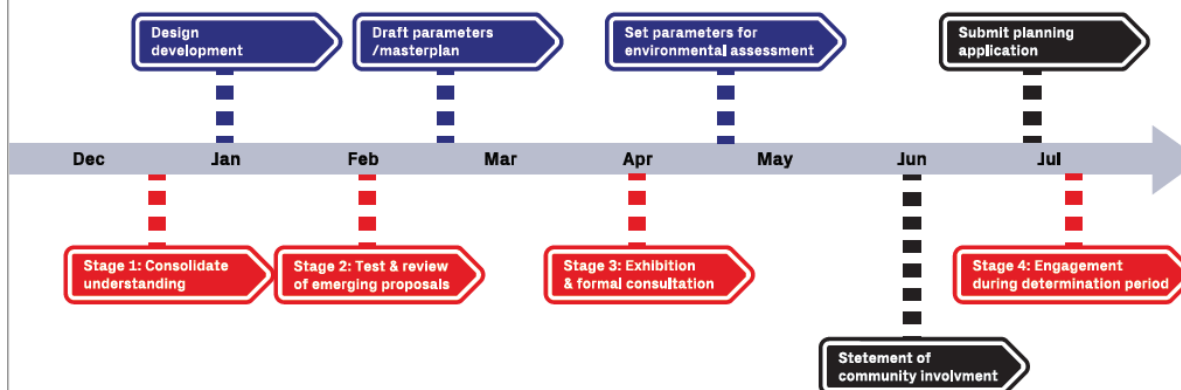 Design
development
Draft parameters
/masterplan
Set parameters for
environmental assessment
Submit planning
application
Dec
Jan
Feb
Mar
Apr
May
Jun
Jul
Stage 1: Consolidate
understanding
Stage 2: Test & review
of emerging proposals
Stage 3: Exhibition
& formal consultation
Stage 4: Engagement
during determination period
Stetement of
community involvment